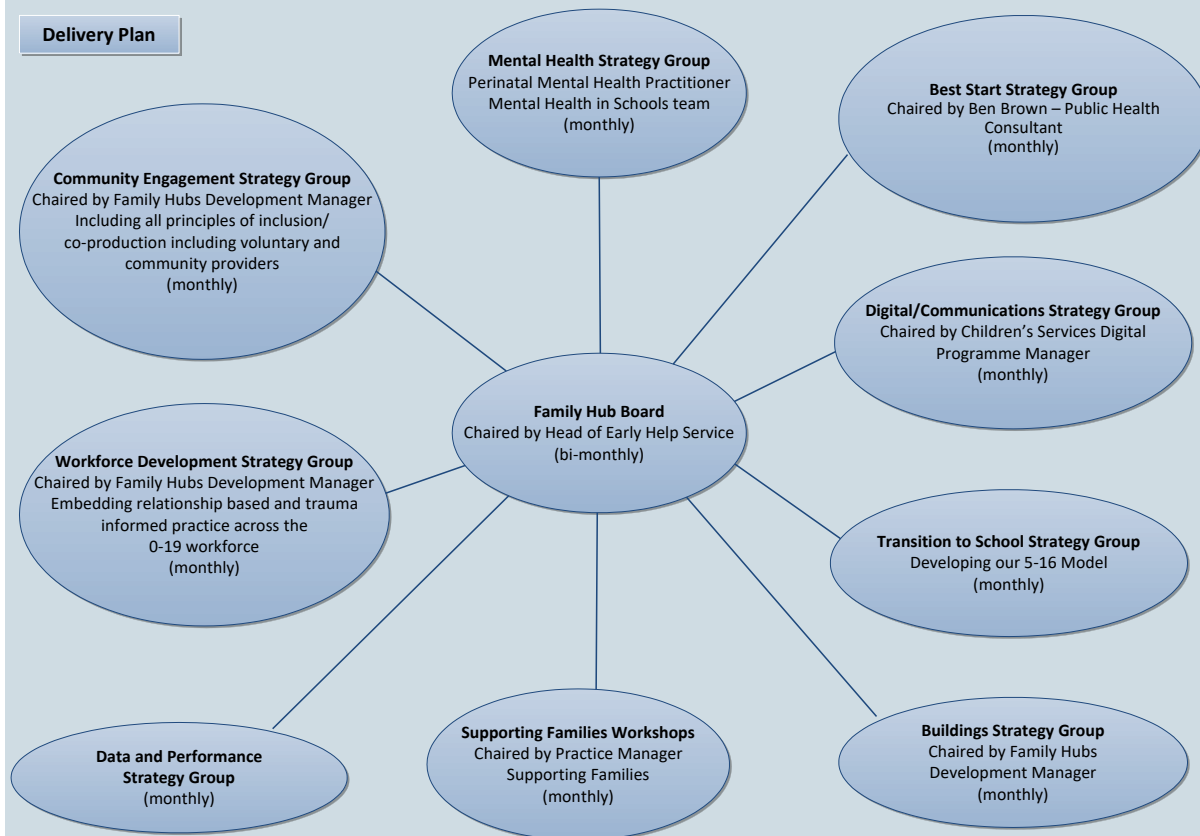 Delivery Plan
Mental Health Strategy Group
Perinatal Mental Health Practitioner
Mental Health in Schools team
(monthly)
Best Start Strategy Group
Chaired by Ben Brown – Public Health
Consultant
(monthly)
Community Engagement Strategy Group
Chaired by Family Hubs Development Manager
Including all principles of inclusion/
co-production including voluntary and
community providers
(monthly)
Digital/Communications Strategy Group
Chaired by Children’s Services Digital
Programme Manager
(monthly)
Family Hub Board
Chaired by Head of Early Help Service
(bi-monthly)
Workforce Development Strategy Group
Chaired by Family Hubs Development Manager
Embedding relationship based and trauma
informed practice across the
0-19 workforce
(monthly)
Transition to School Strategy Group
Developing our 5-16 Model
(monthly)
Data and Performance
Strategy Group
(monthly)
Supporting Families Workshops
Chaired by Practice Manager
Supporting Families
(monthly)
Buildings Strategy Group
Chaired by Family Hubs
Development Manager
(monthly)